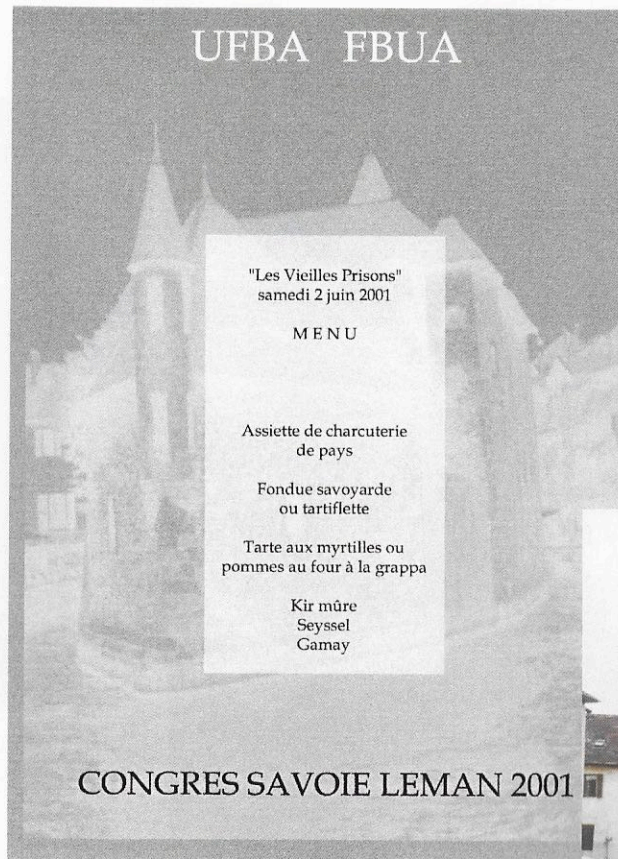 UFBA FBUA
"Les Vieilles Prisons"
samedi 2 juin 2001
MENU
Assiette de charcuterie
de pays
Fondue savoyarde
ou tartiflette
Tarte aux myrtilles ou
pommes au four à la grappa
Kir mûre
Seyssel
Gamay
CONGRES SAVOIE LEMAN 2001